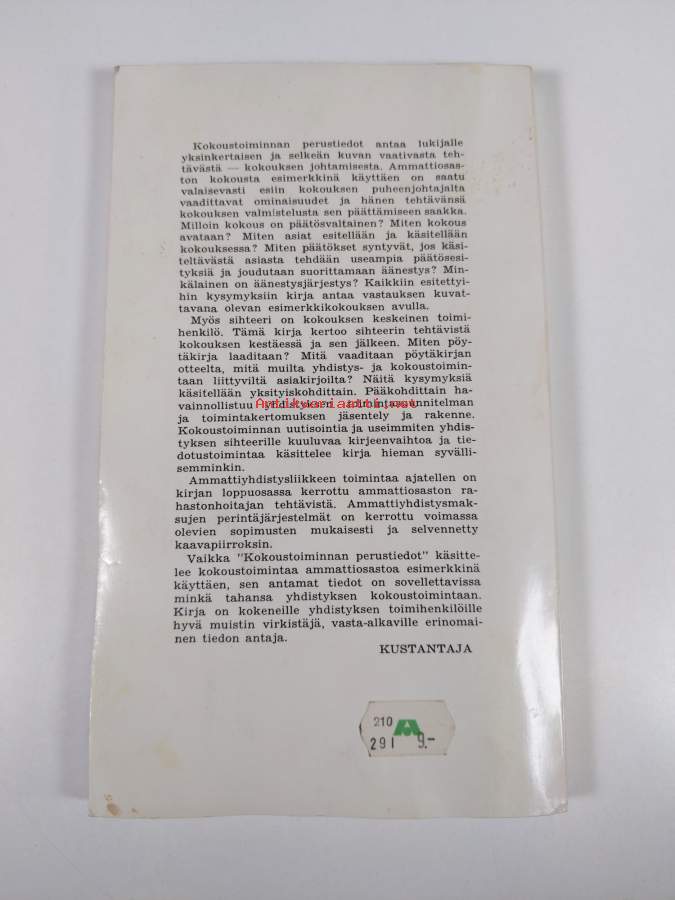 Kokoustoiminnan perustiedot antaa lukijalle
yksinkertaisen ja selkeän kuvan vaativasta teh-
tävästä — kokouksen johtamisesta. Ammattiosas-
ton kokousta esimerkkinä käyttäen on saatu
valaisevasti esiin kokouksen puheenjohtajalta
vaadittavat ominaisuudet ja hänen tehtävänsä
kokouksen valmistelusta sen päättämiseen saakka.
Milloin kokous on päätösvaltainen? Miten kokous
avataan? Miten asiat esitellään ja käsitellään
kokouksessa? Miten päätökset syntyvät, jos käsi-
teltävästä asiasta tehdään useampia päätösesi-
tyksiä ja joudutaan suorittamaan äänestys? Min-
kälainen on äänestysjärjestys? Kaikkiin esitettyi-
hin kysymyksiin kirja antaa vastauksen kuvat-
tavana olevan esimerkkikokouksen avulla.
Myös sihteeri on kokouksen keskeinen toimi-
henkilö. Tämä kirja kertoo sihteerin tehtävistä
kokouksen kestäessä ja sen jälkeen. Miten pöy-
täkirja laaditaan? Mitä vaaditaan pöytäkirjan
otteelta, mitä muilta yhdistys- ja kokoustoimin-
taan liittyviltä asiakirjoilta? Näitä kysymyksiä
käsitellään yksityiskohdittain. Pääkohdittain ha-
vainnollistuu yhdistyksen toimintasuunnitelman
Antikvariaatti.net
ja toimintakertomuksen jäsentely ja rakenne.
Kokoustoiminnan uutisointia ja useimmiten yhdis-
tyksen sihteerille kuuluvaa kirjeenvaihtoa ja tie-
dotustoimintaa käsittelee kirja hieman syvälli-
semminkin.
Ammattiyhdistysliikkeen toimintaa ajatellen on
kirjan loppuosassa kerrottu ammattiosaston ra-
hastonhoitajan tehtävistä. Ammattiyhdistysmak-
sujen perintäjärjestelmät on kerrottu voimassa
olevien sopimusten mukaisesti ja selvennetty
kaavapiirroksin.
Vaikka "Kokoustoiminnan perustiedot" käsitte-
lee kokoustoimintaa ammattiosastoa esimerkkinä
käyttäen, sen antamat tiedot on sovellettavissa
minkä tahansa yhdistyksen kokoustoimintaan.
Kirja on kokeneille yhdistyksen toimihenkilöille
hyvä muistin virkistäjä, vasta-alkaville erinomai-
nen tiedon antaja.
KUSTANTAJA
210
291 9.-